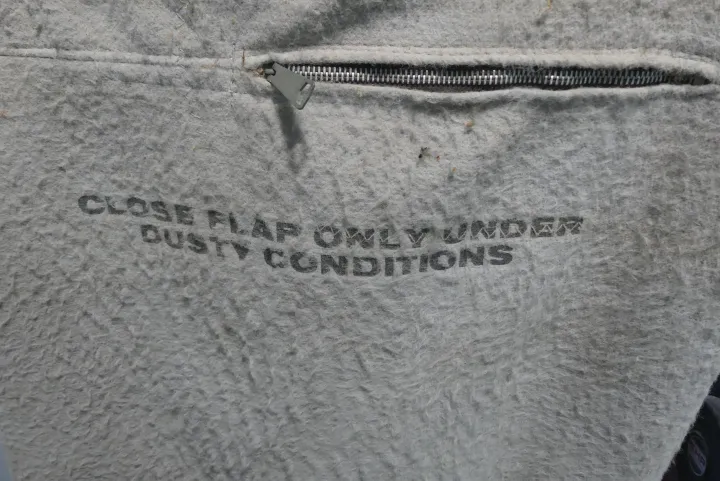 CLOSE FLAP ONLY UNDER
DUSTY CONDITIONS